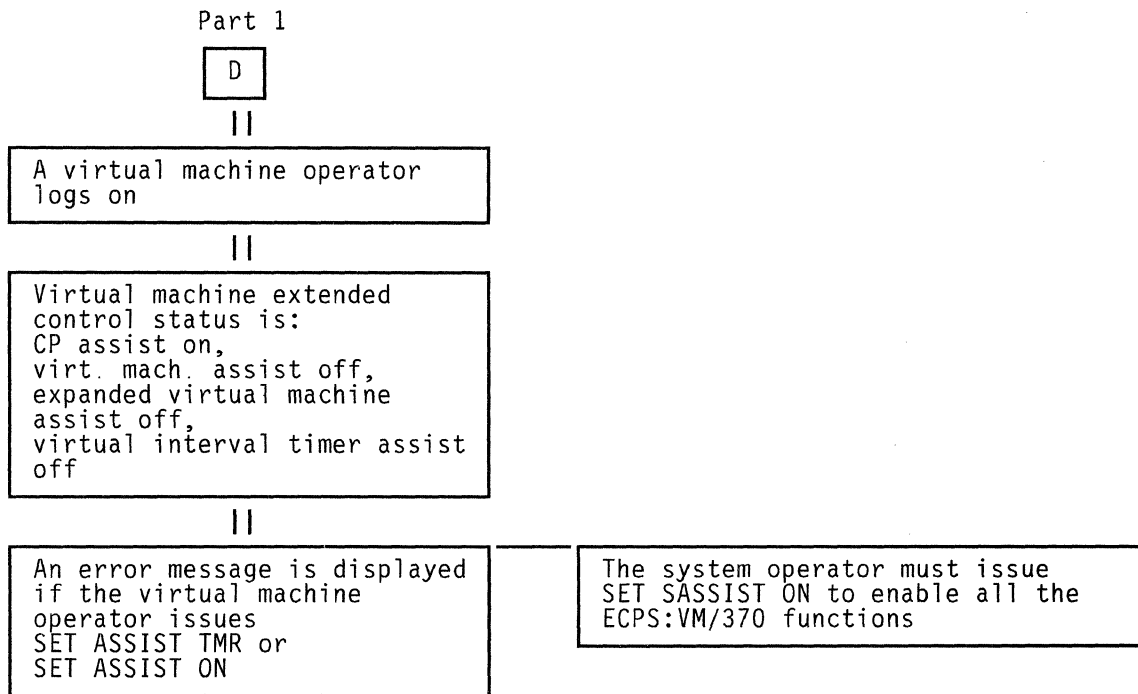 Part 1
D
A virtual machine operator
logs on
Virtual machine extended
control status is:
CP assist on,
virt. mach. assist off,
expanded virtual machine
assist off,
virtual interval timer assist
off
An error message is displayed
if the virtual machine
operator issues
SET ASSIST TMR or
SET ASSIST ON
The system operator must issue
SET SASSIST ON to enable all the
ECPS:VM/370 functions